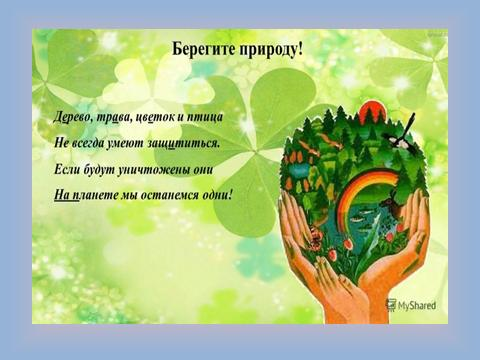 Берегите природу!
Дерево, трава, цветок и птица
Не всегда умеют защититься.
Если будут уничтожены они
На планете мы останемся одни!
MyShared